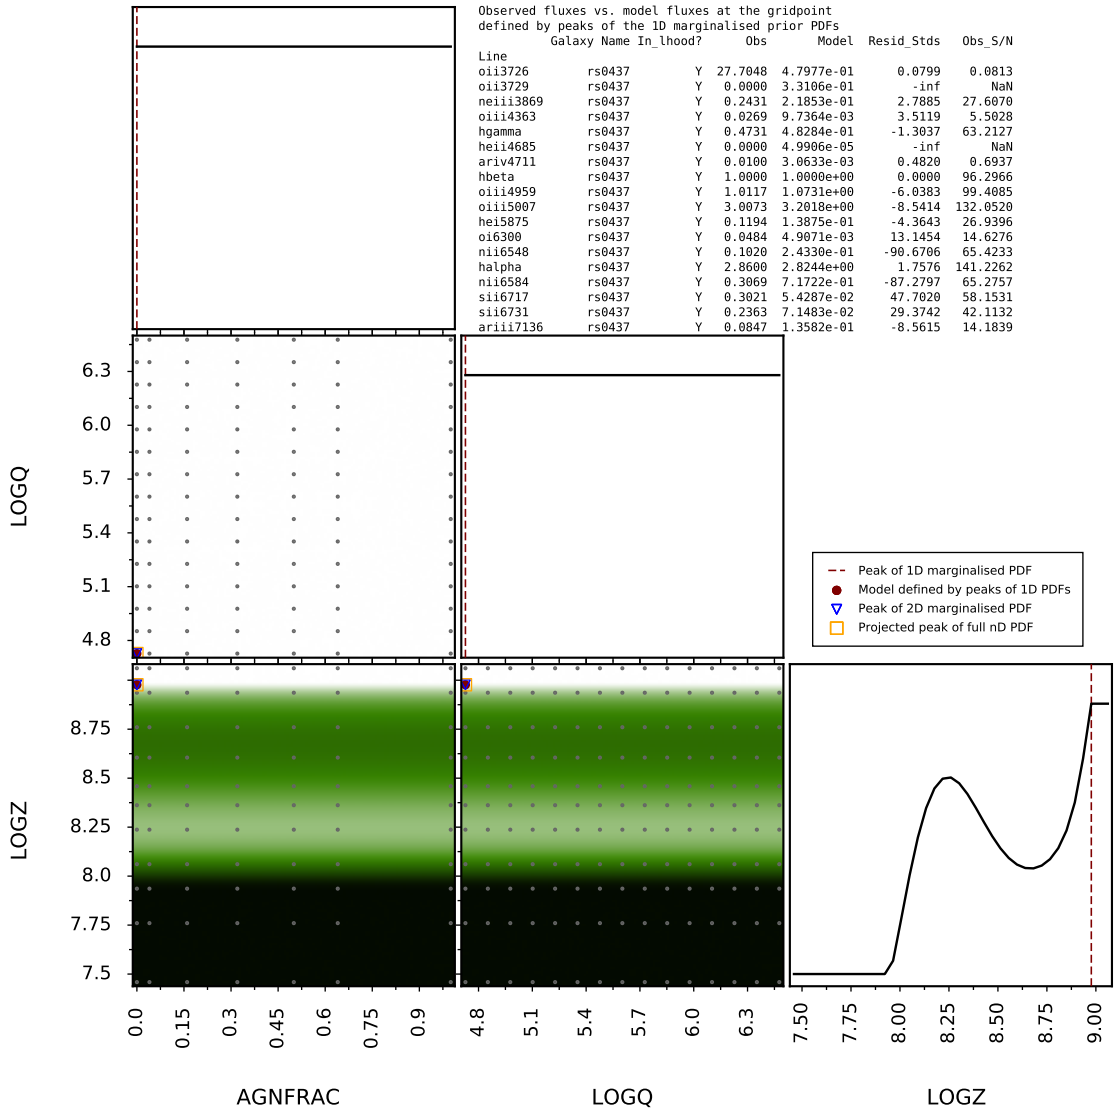 Observed fluxes vs. model fluxes at the gridpoint
defined by peaks of the 1D marginalised prior PDFs
Galaxy Name In_lhood? Obs Model Resid_Stds Obs_S/N
Line
oii3726 rs0437 Y 27.7048 4.7977e-01 0.0799 0.0813
oii3729 rs0437 Y 0.0000 3.3106e-01 -inf NaN
neiii3869 rs0437 Y 0.2431 2.1853e-01 2.7885 27.6070
oiii4363 rs0437 Y 0.0269 9.7364e-03 3.5119 5.5028
hgamma rs0437 Y 0.4731 4.8284e-01 -1.3037 63.2127
heii4685 rs0437 Y 0.0000 4.9906e-05 -inf NaN
ariv4711 rs0437 Y 0.0100 3.0633e-03 0.4820 0.6937
hbeta rs0437 Y 1.0000 1.0000e+00 0.0000 96.2966
oiii4959 rs0437 Y 1.0117 1.0731e+00 -6.0383 99.4085
oiii5007 rs0437 Y 3.0073 3.2018e+00 -8.5414 132.0520
hei5875 rs0437 Y 0.1194 1.3875e-01 -4.3643 26.9396
oi6300 rs0437 Y 0.0484 4.9071e-03 13.1454 14.6276
nii6548 rs0437 Y 0.1020 2.4330e-01 -90.6706 65.4233
halpha rs0437 Y 2.8600 2.8244e+00 1.7576 141.2262
nii6584 rs0437 Y 0.3069 7.1722e-01 -87.2797 65.2757
sii6717 rs0437 Y 0.3021 5.4287e-02 47.7020 58.1531
sii6731 rs0437 Y 0.2363 7.1483e-02 29.3742 42.1132
ariii7136 rs0437 Y 0.0847 1.3582e-01 -8.5615 14.1839
LOGQ
6.3
6.0
5.7
5.4
5.1
4.8
Peak of 1D marginalised PDF
Model defined by peaks of 1D PDFs
Peak of 2D marginalised PDF
Projected peak of full nD PDF
LOGZ
8.75
8.5
8.25
8.0
7.75
7.5
0.0 0.15 0.3 0.45 0.6 0.75 0.9
4.8 5.1 5.4 5.7 6.0 6.3
7.50 7.75 8.00 8.25 8.50 8.75 9.00
AGNFRAC LOGQ LOGZ